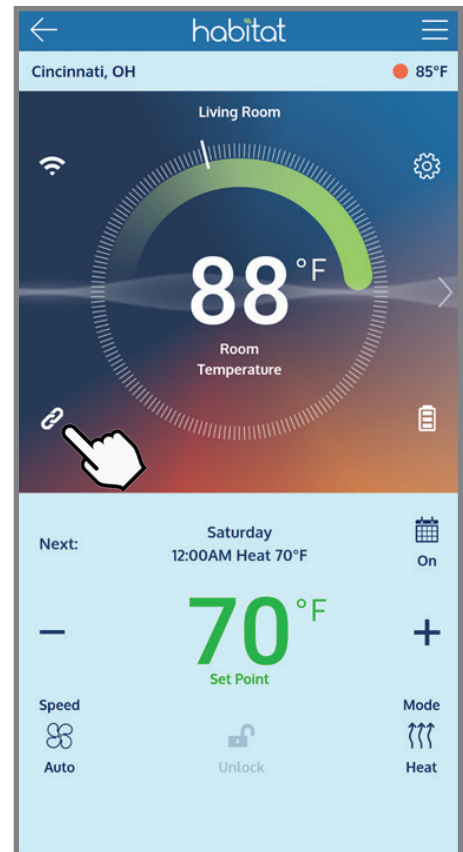 habitat
Cincinnati, OH 85°F
Living Room
88°F
Room
Temperature
Next:
Saturday
12:00AM Heat 70°F
On
− 70°F +
Set Point
Speed
Auto
Unlock
Mode
Heat